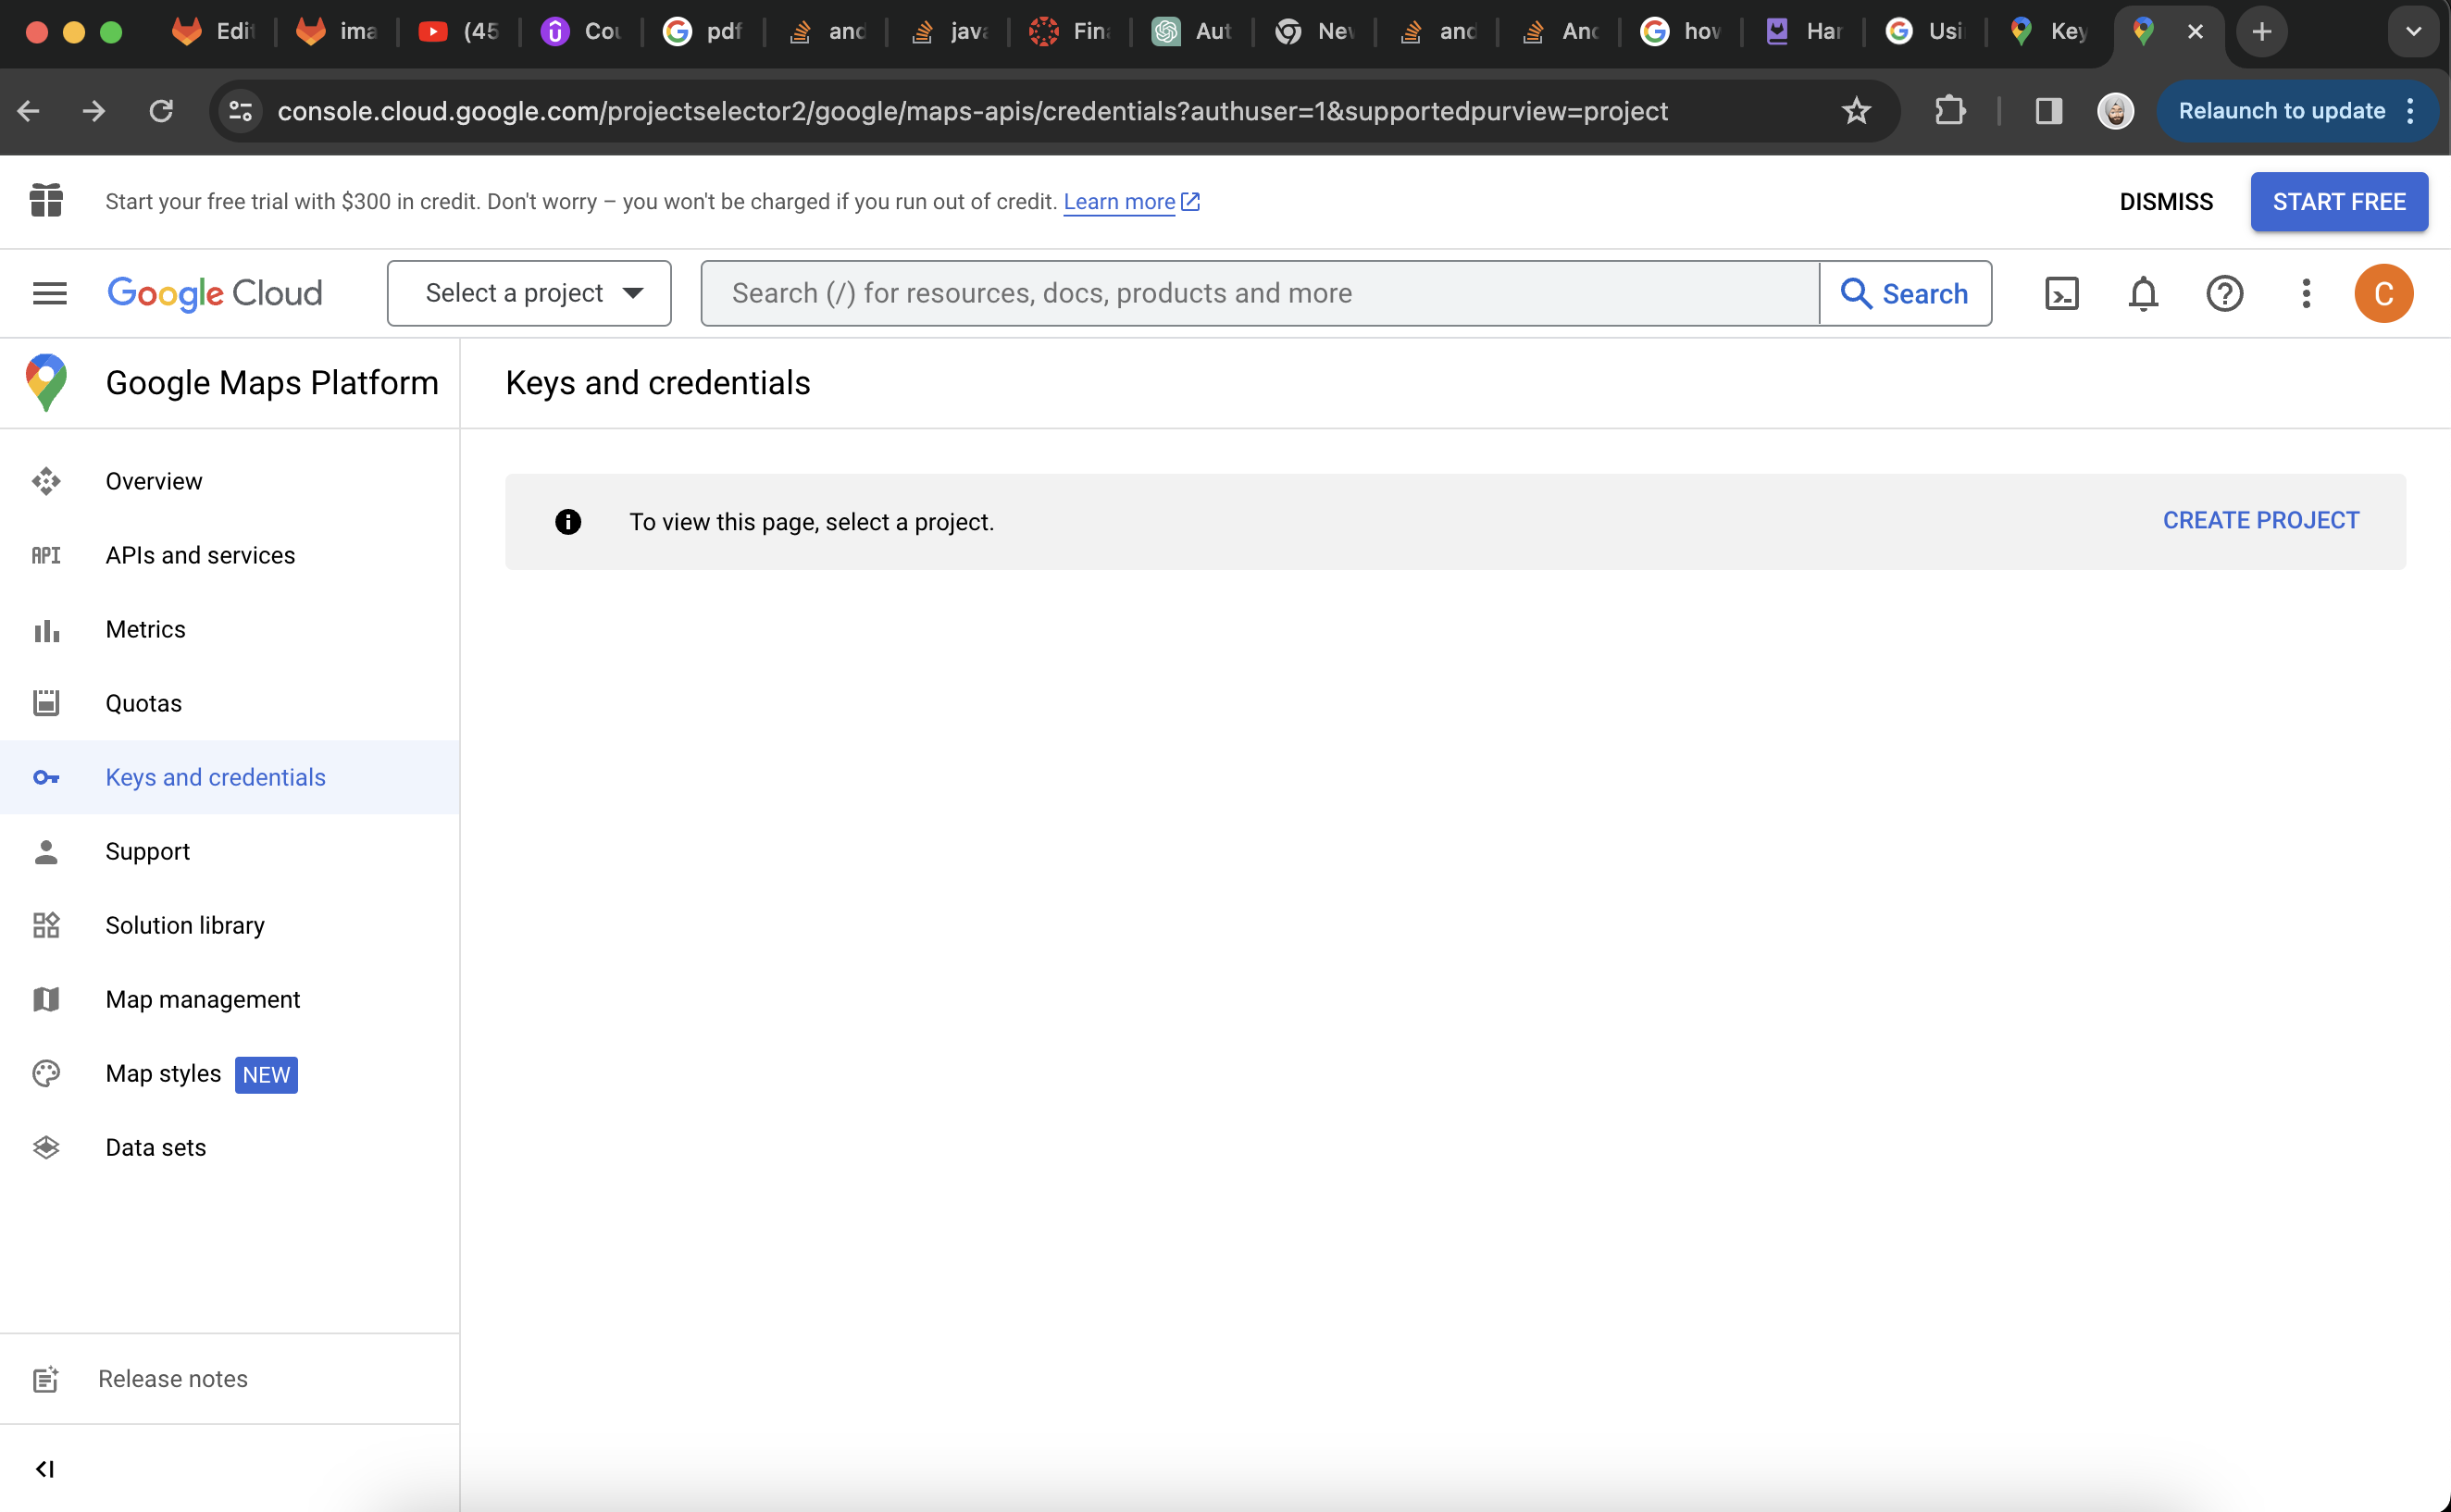 Edi ima (45 Cou pdf and java Fina Aut New and And how Har Usi Key
console.cloud.google.com/projectselector2/google/maps-apis/credentials?authuser=1&supportedpurview=project
Relaunch to update
Start your free trial with $300 in credit. Don't worry – you won't be charged if you run out of credit. Learn more
DISMISS
START FREE
Google Cloud
Select a project
Search (/) for resources, docs, products and more
Search
C
Google Maps Platform
Keys and credentials
Overview
To view this page, select a project.
CREATE PROJECT
API APIs and services
Metrics
Quotas
Keys and credentials
Support
Solution library
Map management
Map styles NEW
Data sets
Release notes